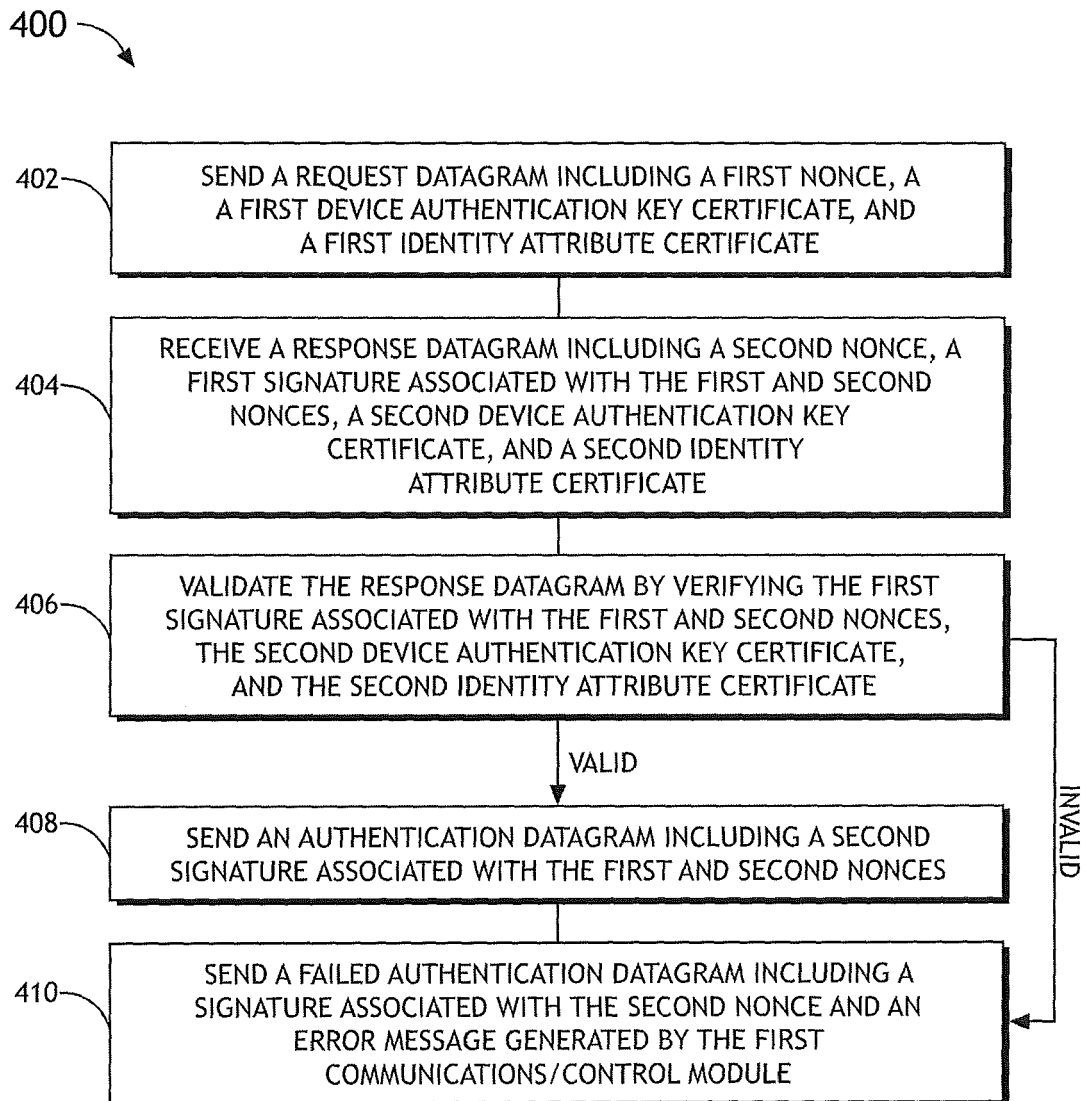 400
402
SEND A REQUEST DATAGRAM INCLUDING A FIRST NONCE, A
A FIRST DEVICE AUTHENTICATION KEY CERTIFICATE, AND
A FIRST IDENTITY ATTRIBUTE CERTIFICATE
404
RECEIVE A RESPONSE DATAGRAM INCLUDING A SECOND NONCE, A
FIRST SIGNATURE ASSOCIATED WITH THE FIRST AND SECOND
NONCES, A SECOND DEVICE AUTHENTICATION KEY
CERTIFICATE, AND A SECOND IDENTITY
ATTRIBUTE CERTIFICATE
406
VALIDATE THE RESPONSE DATAGRAM BY VERIFYING THE FIRST
SIGNATURE ASSOCIATED WITH THE FIRST AND SECOND NONCES,
THE SECOND DEVICE AUTHENTICATION KEY CERTIFICATE,
AND THE SECOND IDENTITY ATTRIBUTE CERTIFICATE
VALID
INVALID
408
SEND AN AUTHENTICATION DATAGRAM INCLUDING A SECOND
SIGNATURE ASSOCIATED WITH THE FIRST AND SECOND NONCES
410
SEND A FAILED AUTHENTICATION DATAGRAM INCLUDING A
SIGNATURE ASSOCIATED WITH THE SECOND NONCE AND AN
ERROR MESSAGE GENERATED BY THE FIRST
COMMUNICATIONS/CONTROL MODULE